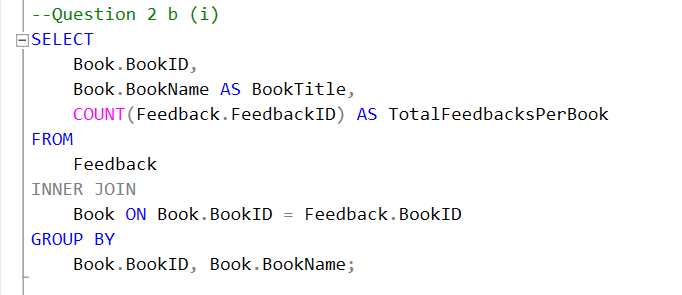 --Question 2 b (i)
SELECT
Book.BookID,
Book.BookName AS BookTitle,
COUNT(Feedback.FeedbackID) AS TotalFeedbacksPerBook
FROM
Feedback
INNER JOIN
Book ON Book.BookID = Feedback.BookID
GROUP BY
Book.BookID, Book.BookName;